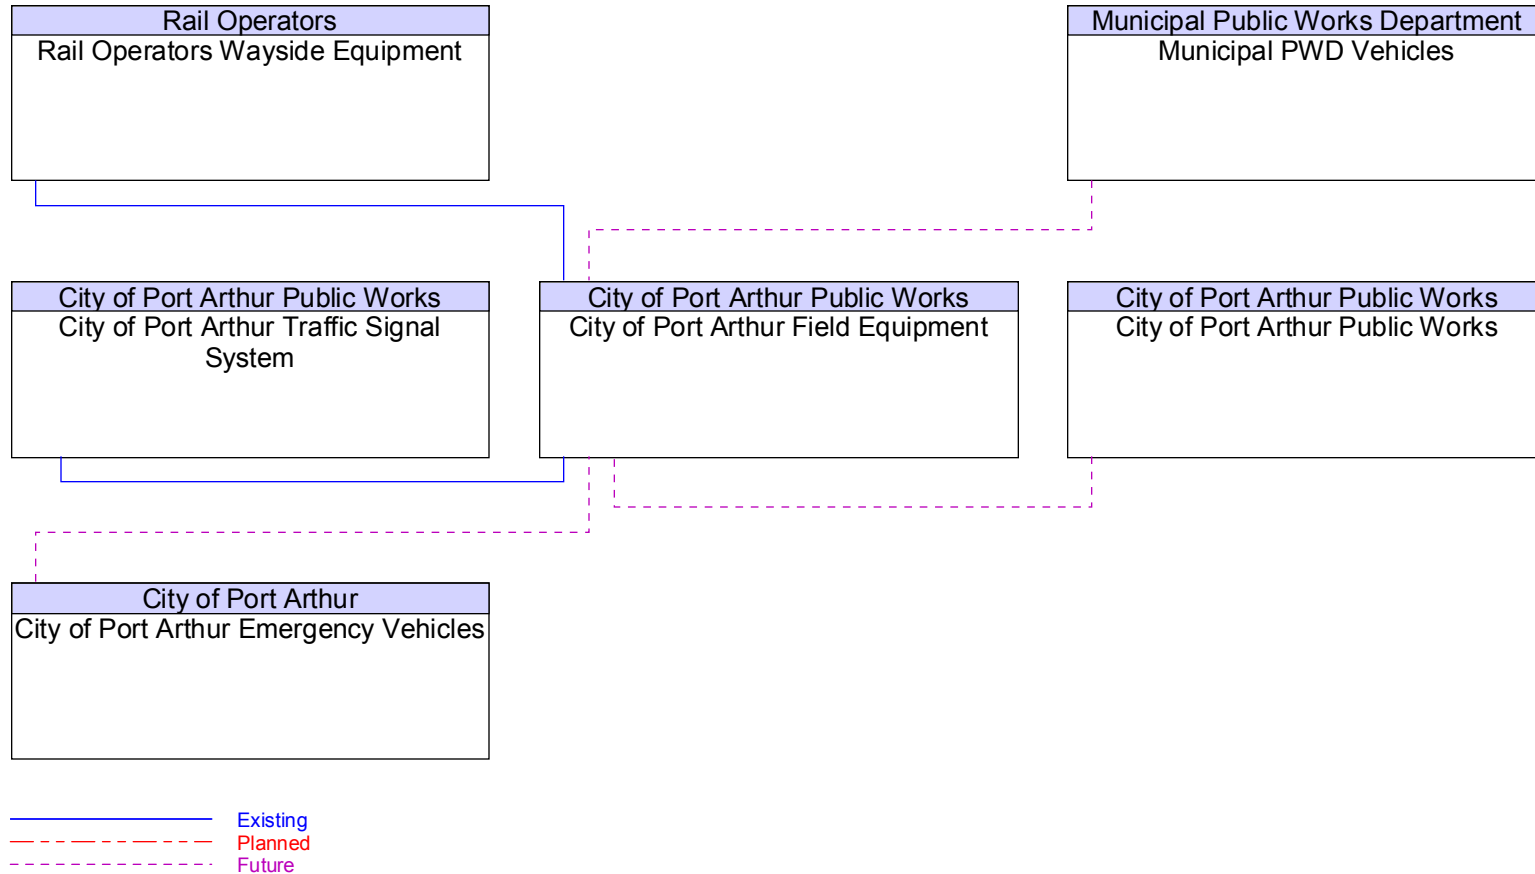 Rail Operators
Rail Operators Wayside Equipment
Municipal Public Works Department
Municipal PWD Vehicles
City of Port Arthur Public Works
City of Port Arthur Traffic Signal
System
City of Port Arthur Public Works
City of Port Arthur Field Equipment
City of Port Arthur Public Works
City of Port Arthur Public Works
City of Port Arthur
City of Port Arthur Emergency Vehicles
Existing
Planned
Future